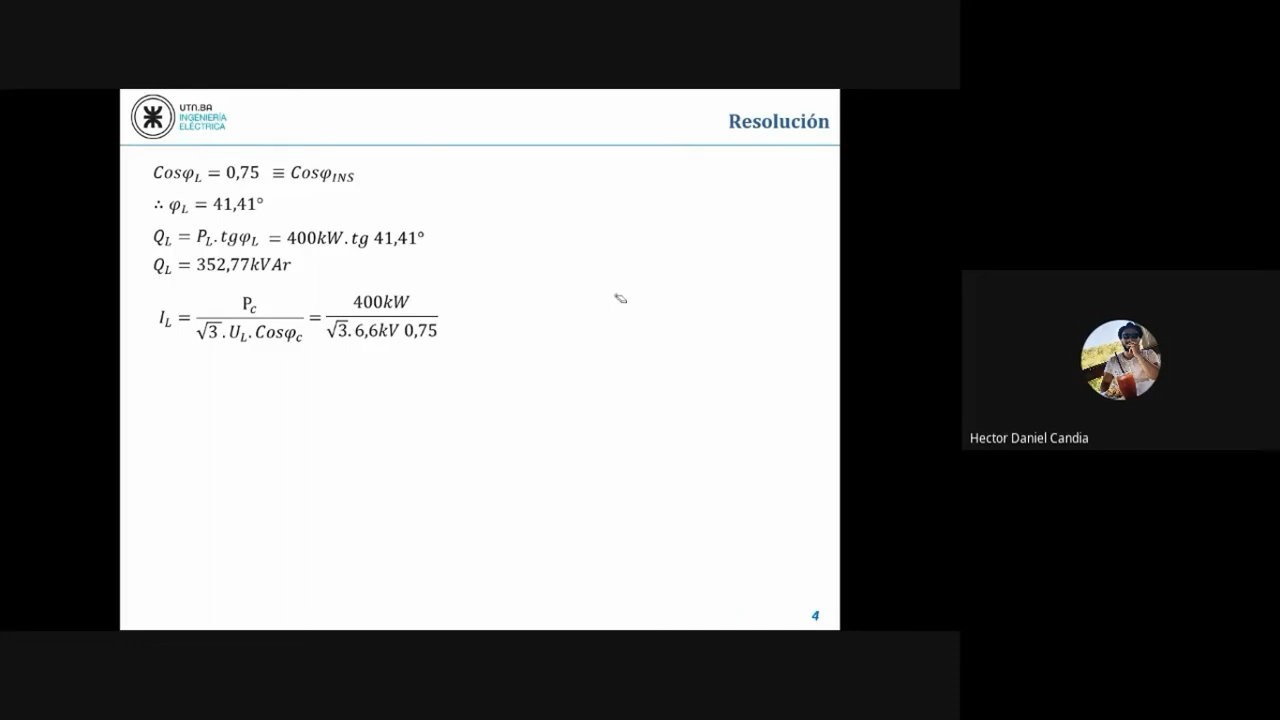 UTN.BA
INGENIERÍA
ELÉCTRICA
Resolución
Cosφ_L = 0,75 ≡ Cosφ_INS
∴ φ_L = 41,41°
Q_L = P_L.tgφ_L = 400kW.tg 41,41°
Q_L = 352,77kVAr
I_L = P_c / (√3.U_L.Cosφ_c) = 400kW / (√3.6,6kV 0,75)
4
Hector Daniel Candia